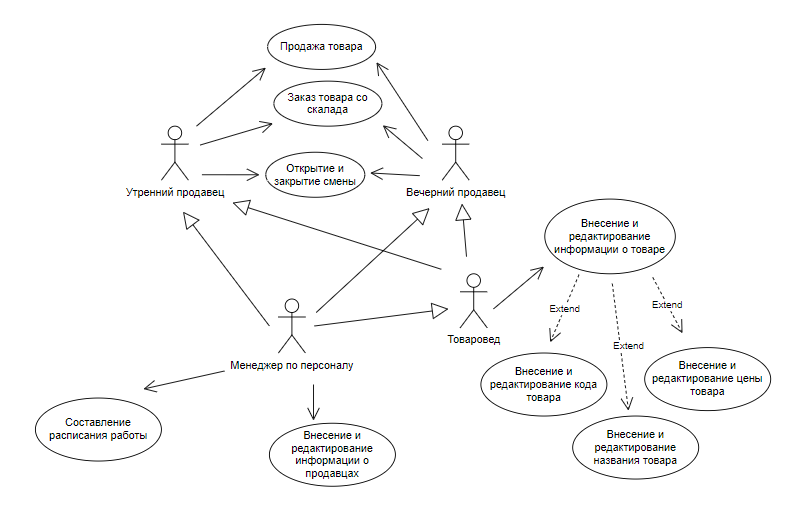 Продажа товара
Заказ товара со
скалада
Открытие и
закрытие смены
Утренний продавец
Вечерний продавец
Внесение и
редактирование
информации о товаре
Товаровед
Менеджер по персоналу
Extend
Extend
Extend
Внесение и
редактирование кода
товара
Внесение и
редактирование цены
товара
Внесение и
редактирование
названия товара
Составление
расписания работы
Внесение и
редактирование
информации о
продавцах